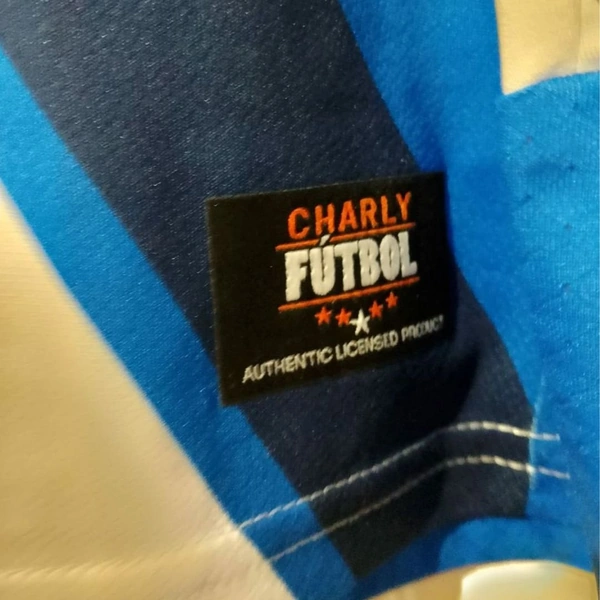 CHARLY
FÚTBOL
AUTHENTIC LICENSED PRODUCT